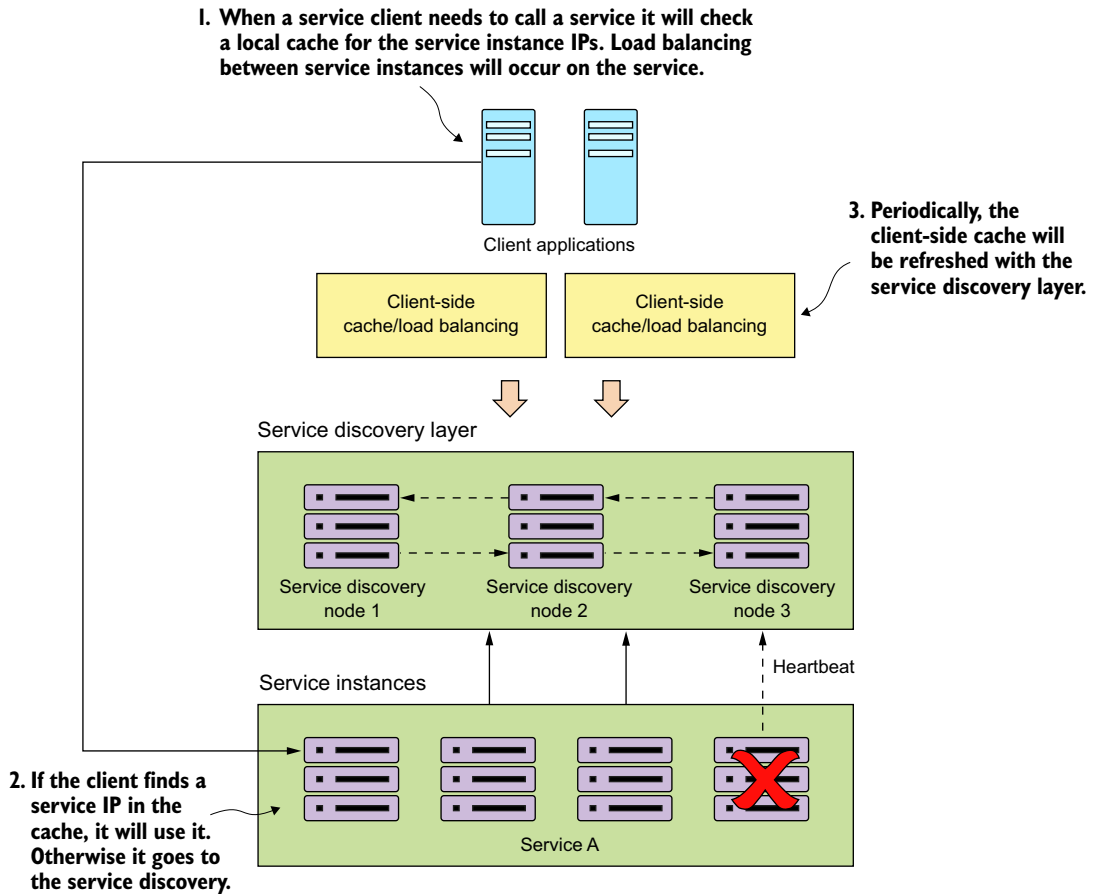 1. When a service client needs to call a service it will check
a local cache for the service instance IPs. Load balancing
between service instances will occur on the service.
Client applications
3. Periodically, the
client-side cache will
be refreshed with the
service discovery layer.
Client-side
cache/load balancing
Client-side
cache/load balancing
Service discovery layer
Service discovery
node 1
Service discovery
node 2
Service discovery
node 3
Heartbeat
Service instances
2. If the client finds a
service IP in the
cache, it will use it.
Otherwise it goes to
the service discovery.
Service A